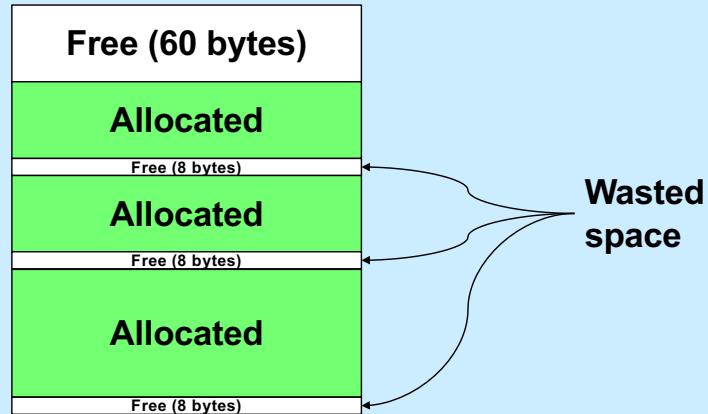 Free (60 bytes)
Allocated
Free (8 bytes)
Allocated
Free (8 bytes)
Allocated
Free (8 bytes)
Wasted
space